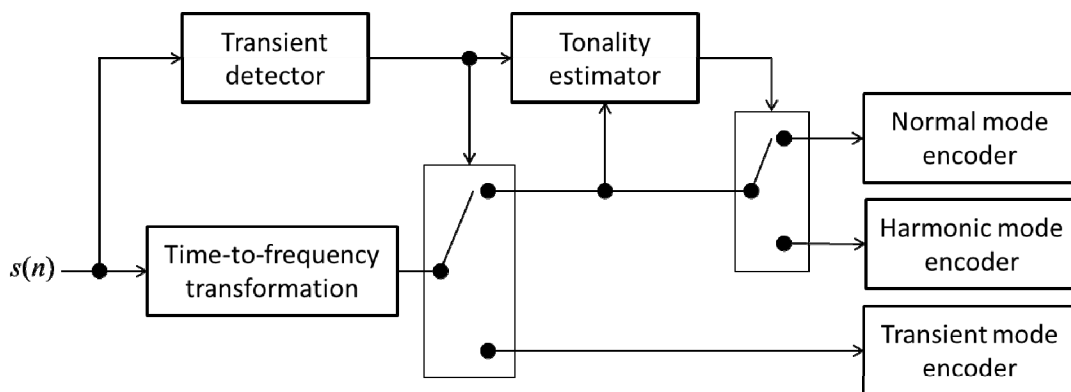 Transient
detector
Tonality
estimator
Normal mode
encoder
Time-to-frequency
transformation
Harmonic mode
encoder
s(n)
Transient mode
encoder